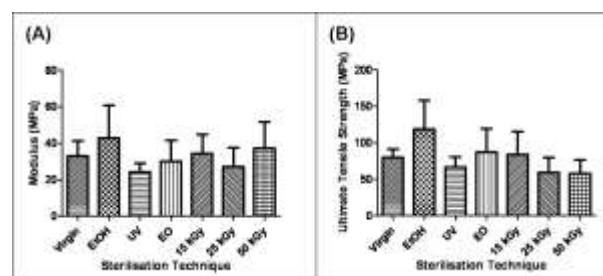 (A)
80
60
40
20
0
Modulus (MPa)
Virgin
EtOH
UV
EO
15 kGy
25 kGy
50 kGy
Sterilisation Technique
(B)
200
150
100
50
0
Ultimate Tensile Strength (MPa)
Virgin
EtOH
UV
EO
15 kGy
25 kGy
50 kGy
Sterilisation Technique